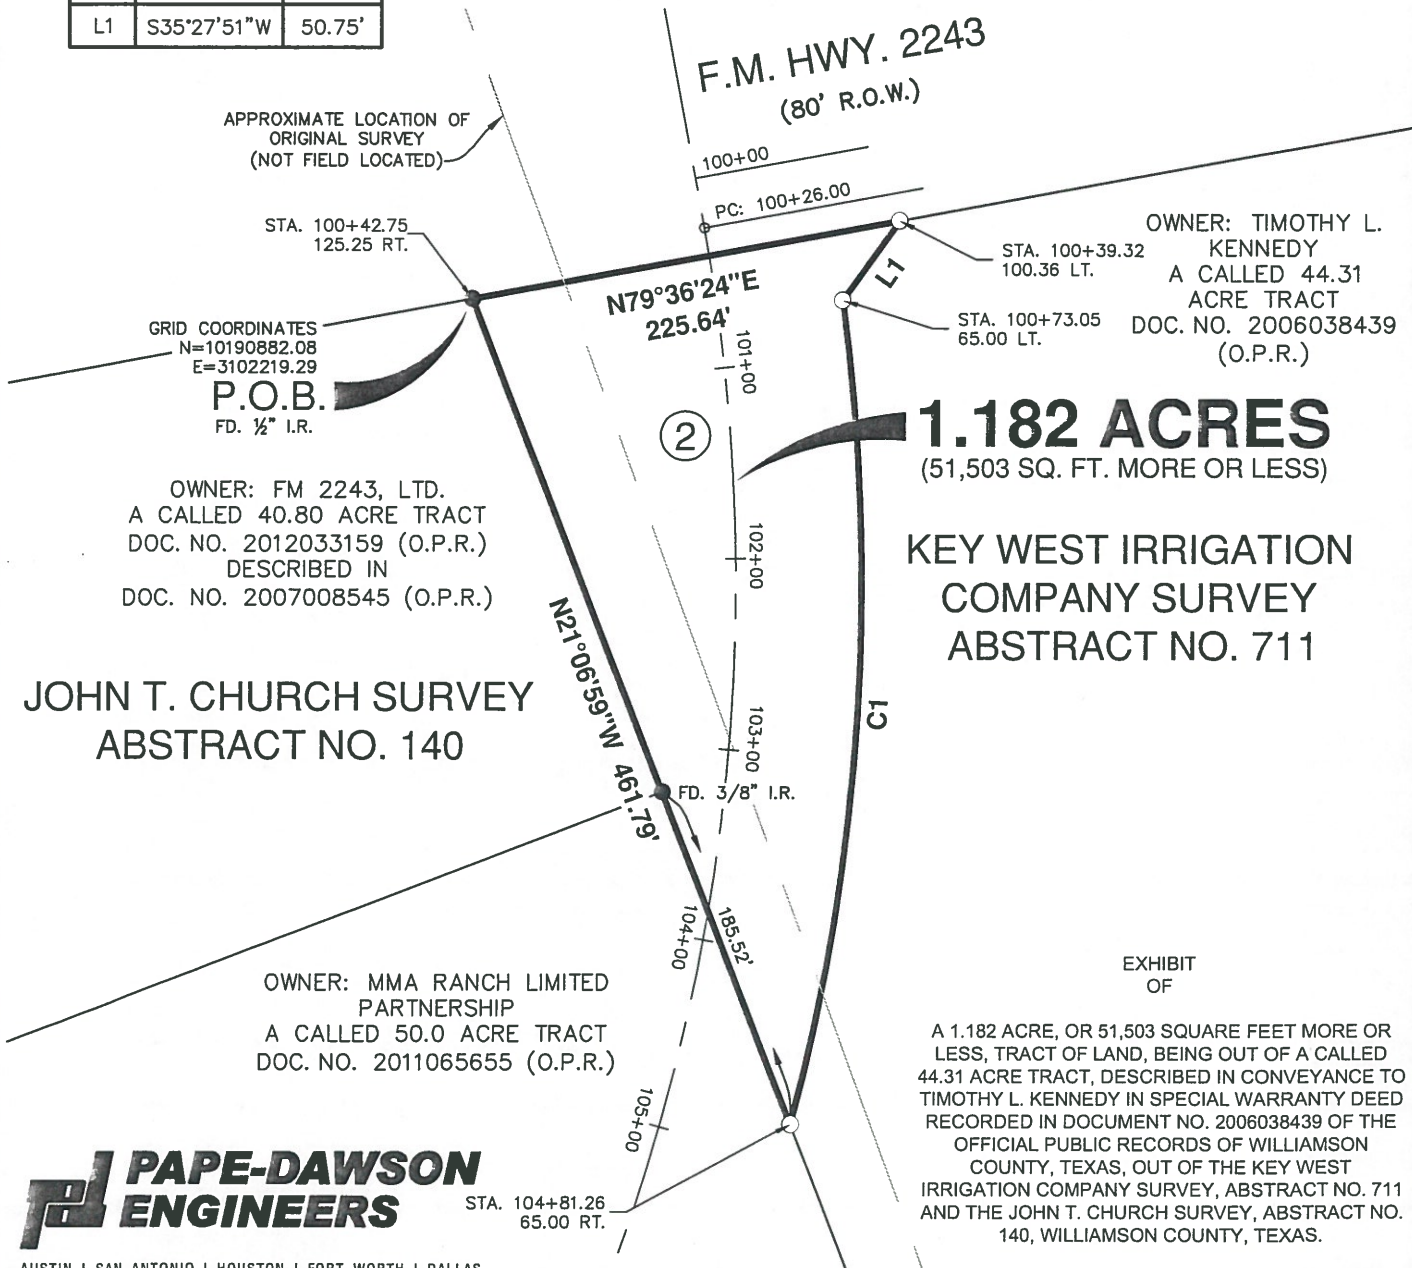 L1 S35°27'51"W 50.75'
F.M. HWY. 2243
(80' R.O.W.)
APPROXIMATE LOCATION OF
ORIGINAL SURVEY
(NOT FIELD LOCATED)
100+00
PC: 100+26.00
STA. 100+42.75
125.25 RT.
OWNER: TIMOTHY L.
KENNEDY
A CALLED 44.31
ACRE TRACT
DOC. NO. 2006038439
(O.P.R.)
STA. 100+39.32
100.36 LT.
L1
N79°36'24"E
225.64'
STA. 100+73.05
65.00 LT.
GRID COORDINATES
N=10190882.08
E=3102219.29
P.O.B.
FD. ½" I.R.
101+00
2
1.182 ACRES
(51,503 SQ. FT. MORE OR LESS)
OWNER: FM 2243, LTD.
A CALLED 40.80 ACRE TRACT
DOC. NO. 2012033159 (O.P.R.)
DESCRIBED IN
DOC. NO. 2007008545 (O.P.R.)
102+00
KEY WEST IRRIGATION
COMPANY SURVEY
ABSTRACT NO. 711
N21°06'59"W 461.79'
JOHN T. CHURCH SURVEY
ABSTRACT NO. 140
C1
103+00
FD. 3/8" I.R.
104+00
185.52'
OWNER: MMA RANCH LIMITED
PARTNERSHIP
A CALLED 50.0 ACRE TRACT
DOC. NO. 2011065655 (O.P.R.)
105+00
STA. 104+81.26
65.00 RT.
EXHIBIT
OF
A 1.182 ACRE, OR 51,503 SQUARE FEET MORE OR
LESS, TRACT OF LAND, BEING OUT OF A CALLED
44.31 ACRE TRACT, DESCRIBED IN CONVEYANCE TO
TIMOTHY L. KENNEDY IN SPECIAL WARRANTY DEED
RECORDED IN DOCUMENT NO. 2006038439 OF THE
OFFICIAL PUBLIC RECORDS OF WILLIAMSON
COUNTY, TEXAS, OUT OF THE KEY WEST
IRRIGATION COMPANY SURVEY, ABSTRACT NO. 711
AND THE JOHN T. CHURCH SURVEY, ABSTRACT NO.
140, WILLIAMSON COUNTY, TEXAS.
PAPE-DAWSON
ENGINEERS
AUSTIN | SAN ANTONIO | HOUSTON | FORT WORTH | DALLAS